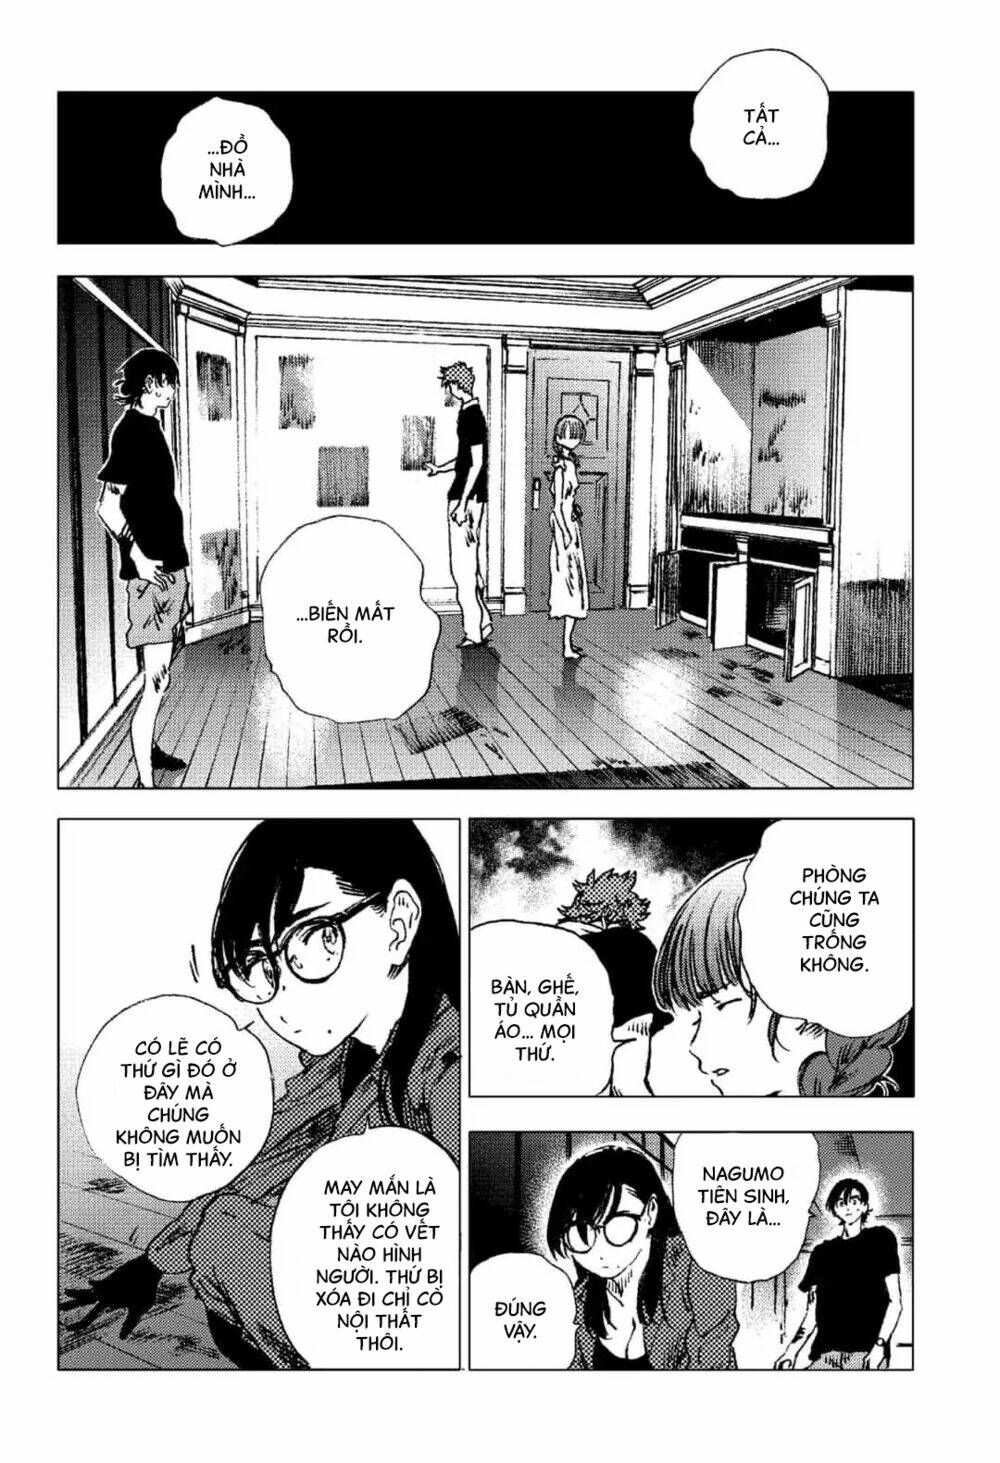 TẤT
CẢ...
...ĐỒ
NHÀ
MÌNH...
...BIẾN MẤT
RỒI.
PHÒNG
CHÚNG TA
CŨNG
TRỐNG
KHÔNG.
BÀN, GHẾ,
TỦ QUẦN
ÁO... MỌI
THỨ.
NAGUMO
TIÊN SINH,
ĐÂY LÀ...
ĐÚNG
VẬY.
CÓ LẼ CÓ
THỨ GÌ ĐÓ Ở
ĐÂY MÀ
CHÚNG
KHÔNG MUỐN
BỊ TÌM THẤY.
MAY MẮN LÀ
TÔI KHÔNG
THẤY CÓ VẾT
NÀO HÌNH
NGƯỜI. THỨ BỊ
XÓA ĐI CHỈ CÓ
NỘI THẤT
THÔI.